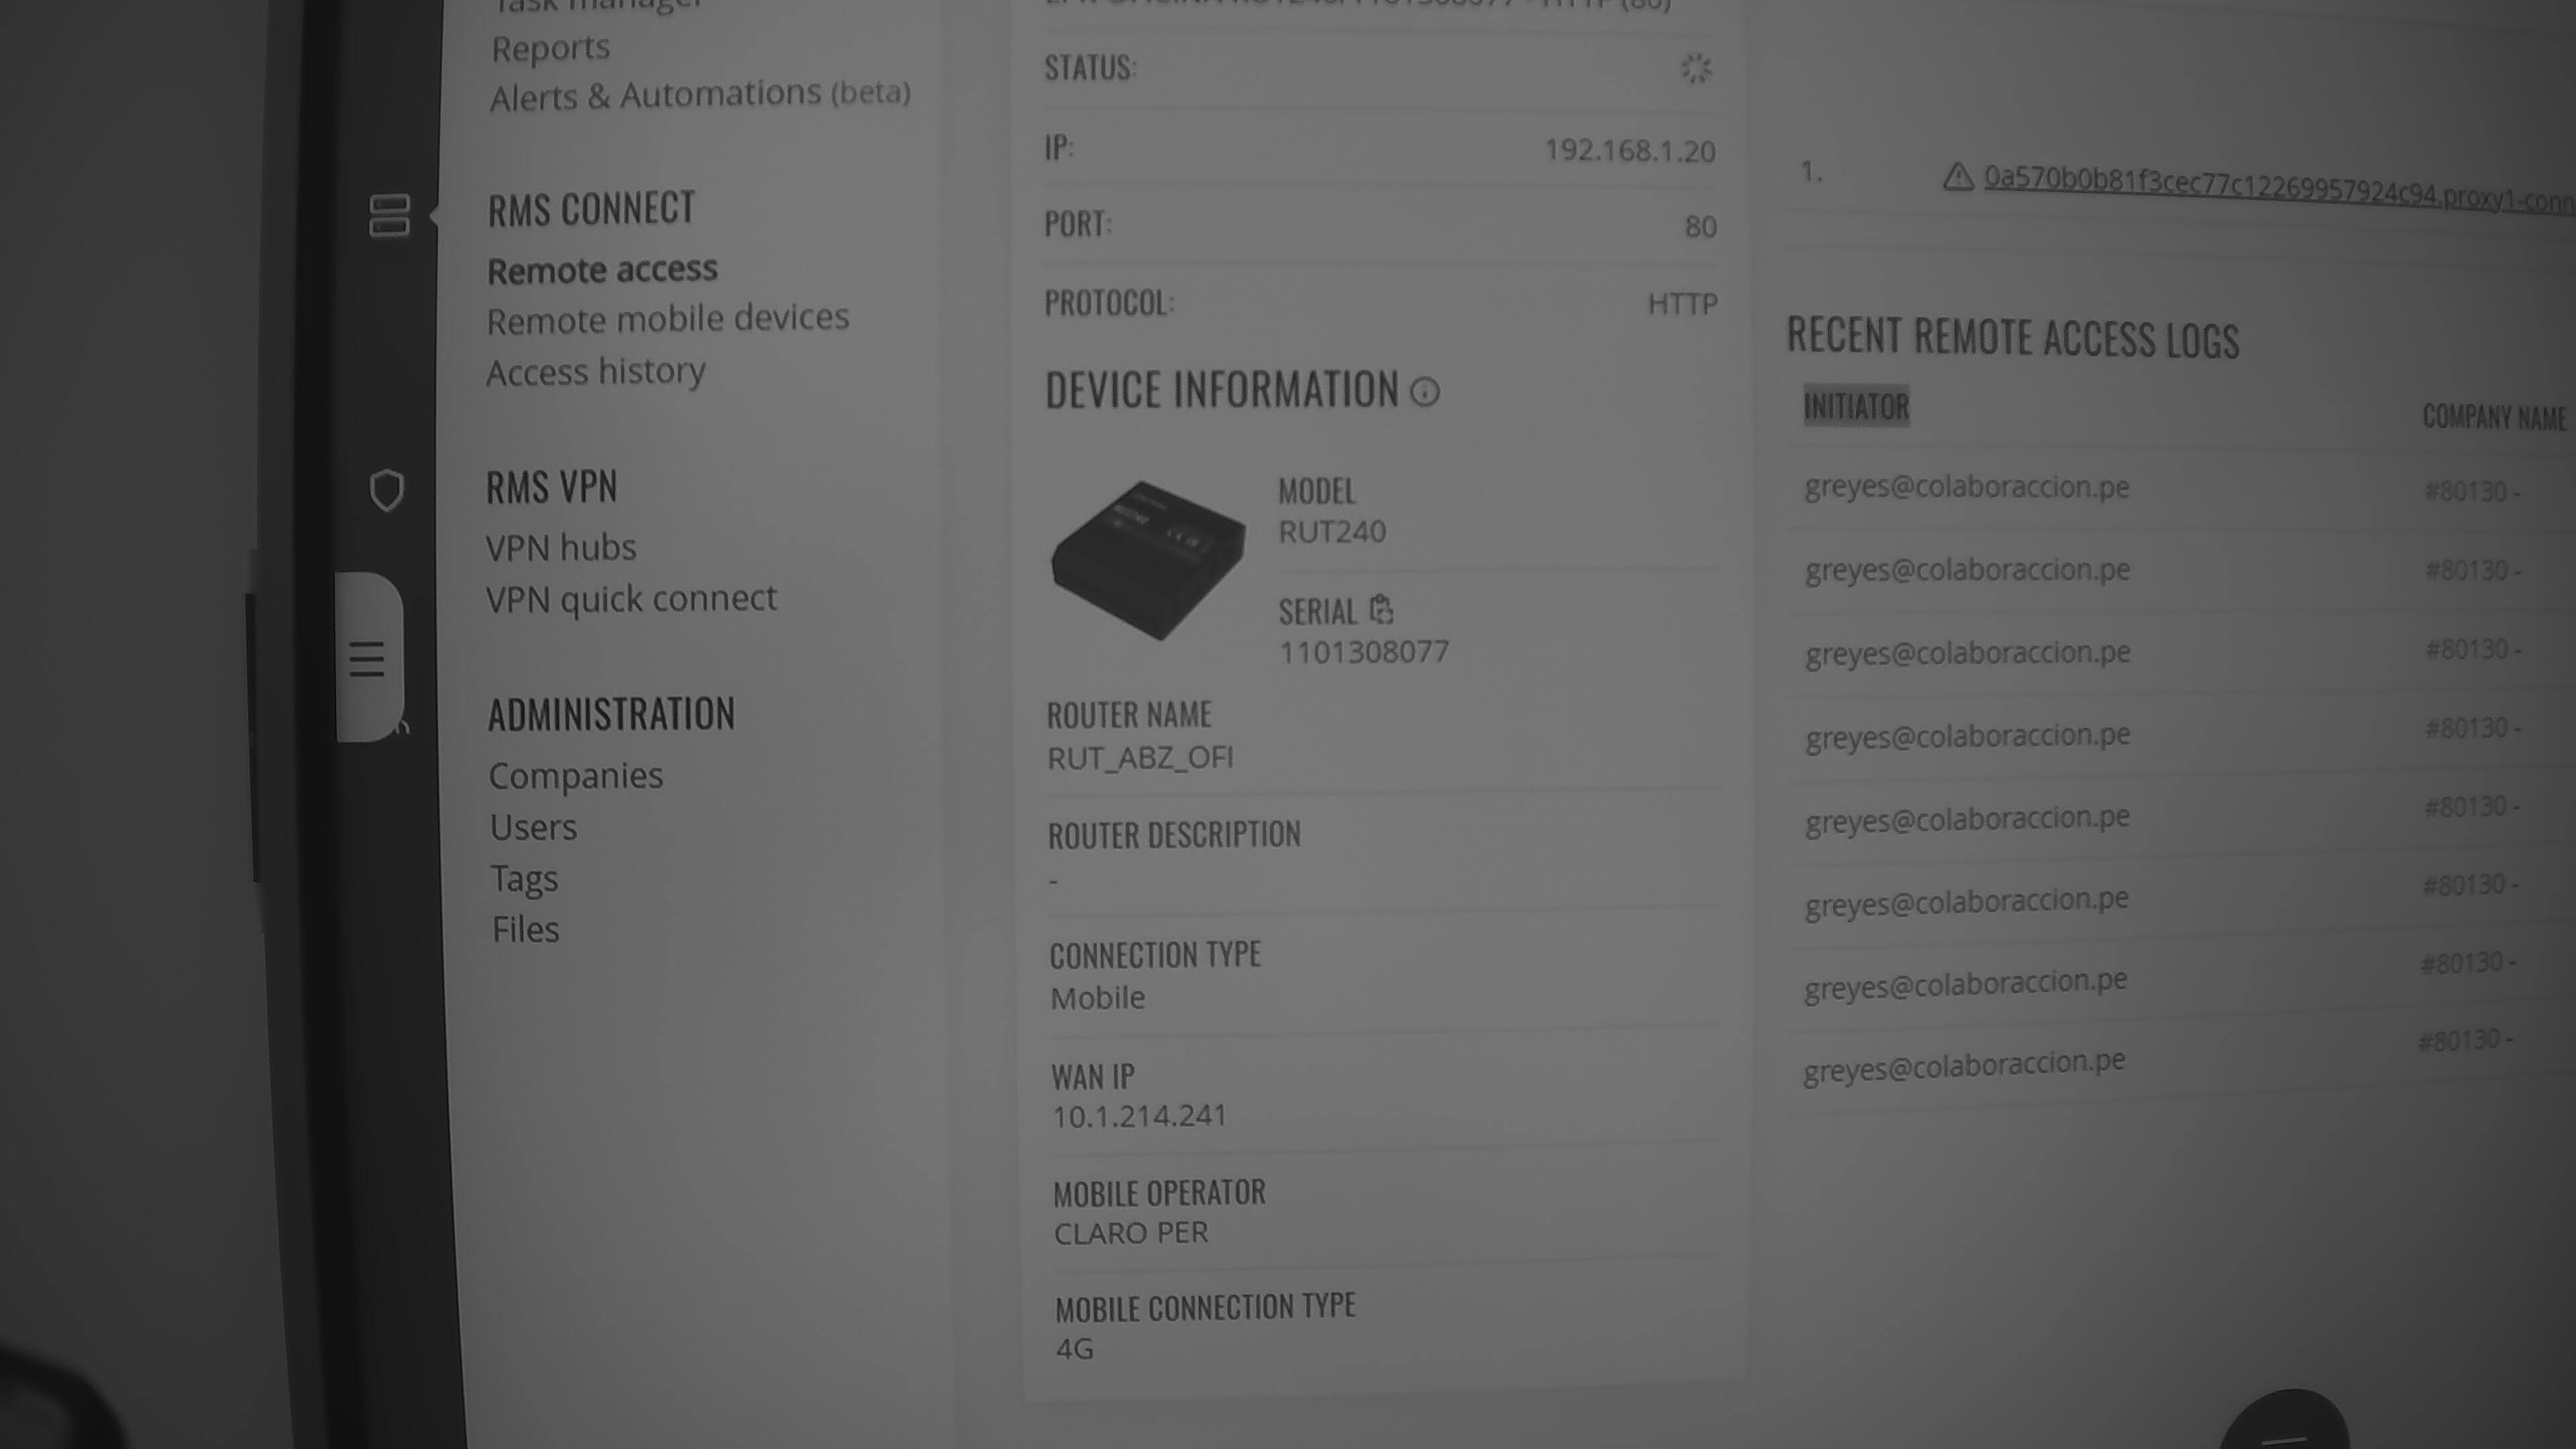 Task manager
Reports
Alerts & Automations (beta)
RMS CONNECT
Remote access
Remote mobile devices
Access history
RMS VPN
VPN hubs
VPN quick connect
ADMINISTRATION
Companies
Users
Tags
Files
HTTP (80)
STATUS:
IP: 192.168.1.20
PORT: 80
PROTOCOL: HTTP
DEVICE INFORMATION
MODEL
RUT240
SERIAL
1101308077
ROUTER NAME
RUT_ABZ_OFI
ROUTER DESCRIPTION
-
CONNECTION TYPE
Mobile
WAN IP
10.1.214.241
MOBILE OPERATOR
CLARO PER
MOBILE CONNECTION TYPE
4G
1. 0a570b0b81f3cec77c12269957924c94.proxy1-conn
RECENT REMOTE ACCESS LOGS
INITIATOR COMPANY NAME
greyes@colaboraccion.pe #80130 -
greyes@colaboraccion.pe #80130 -
greyes@colaboraccion.pe #80130 -
greyes@colaboraccion.pe #80130 -
greyes@colaboraccion.pe #80130 -
greyes@colaboraccion.pe #80130 -
greyes@colaboraccion.pe #80130 -
greyes@colaboraccion.pe #80130 -